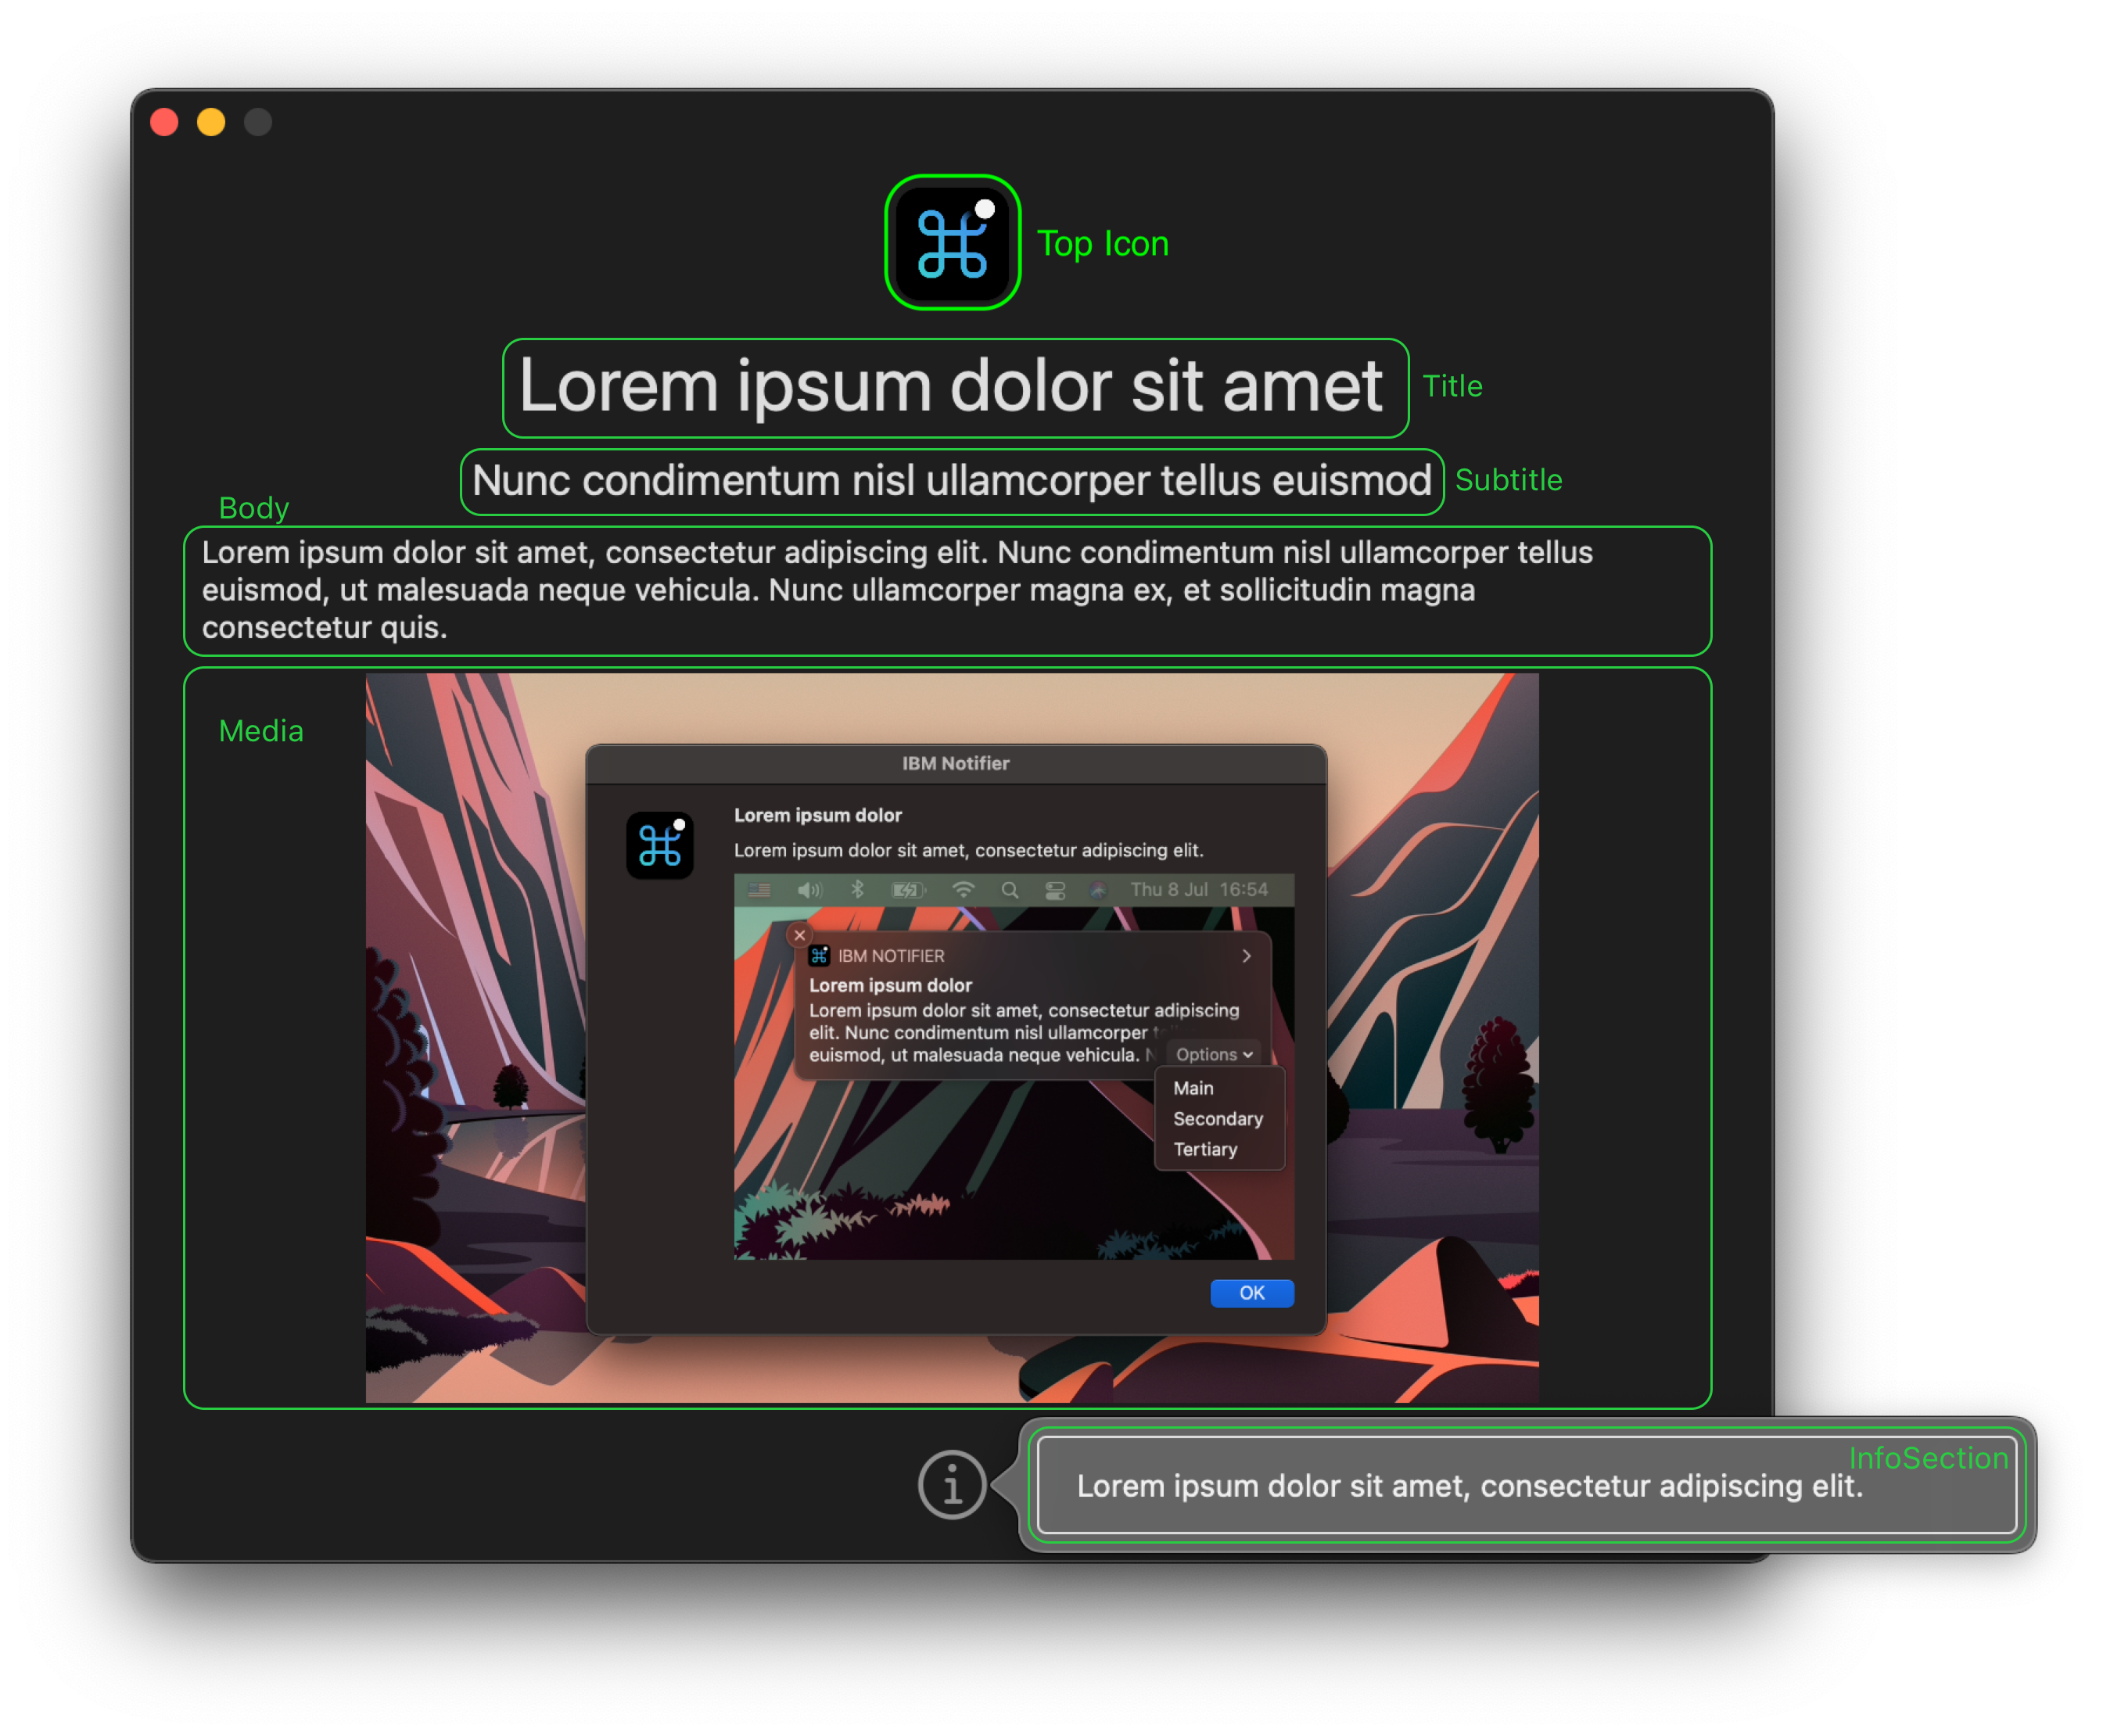 Top Icon
Lorem ipsum dolor sit amet
Title
Nunc condimentum nisl ullamcorper tellus euismod
Subtitle
Body
Lorem ipsum dolor sit amet, consectetur adipiscing elit. Nunc condimentum nisl ullamcorper tellus
euismod, ut malesuada neque vehicula. Nunc ullamcorper magna ex, et sollicitudin magna
consectetur quis.
Media
IBM Notifier
Lorem ipsum dolor
Lorem ipsum dolor sit amet, consectetur adipiscing elit.
Thu 8 Jul 16:54
IBM NOTIFIER
Lorem ipsum dolor
Lorem ipsum dolor sit amet, consectetur adipiscing
elit. Nunc condimentum nisl ullamcorper
euismod, ut malesuada neque vehicula. N
Options
Main
Secondary
Tertiary
OK
InfoSection
Lorem ipsum dolor sit amet, consectetur adipiscing elit.